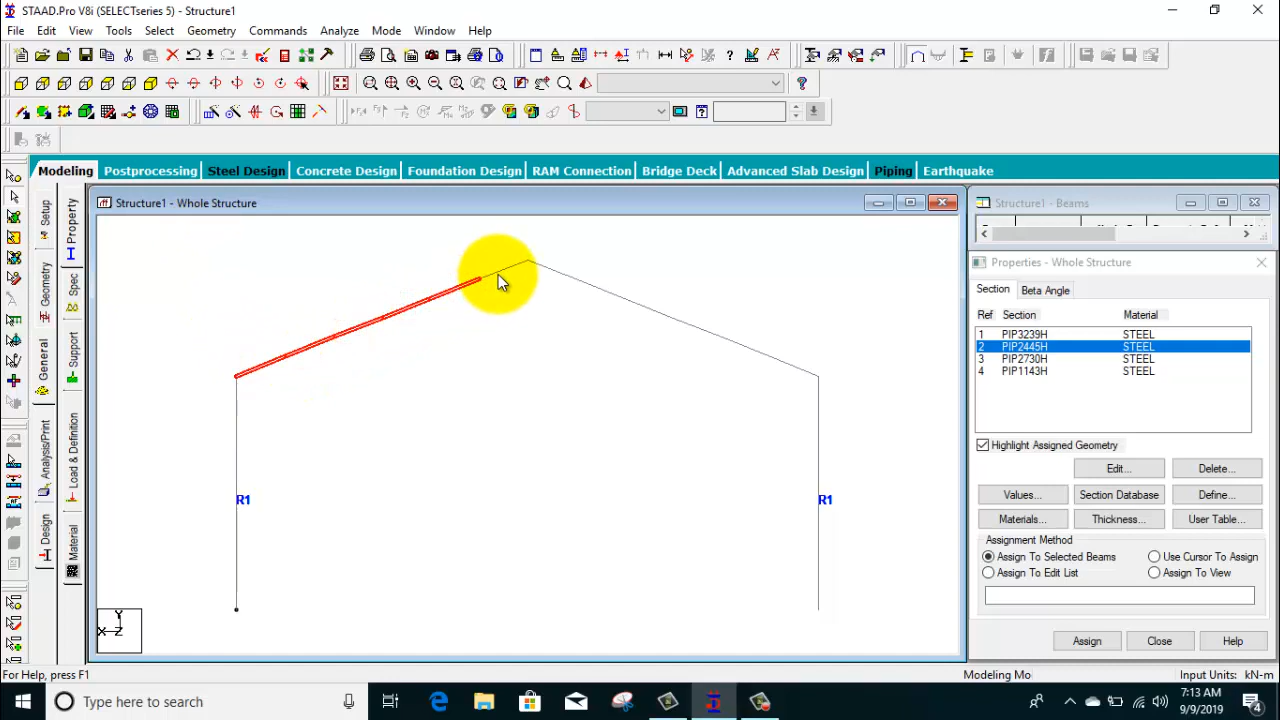 STAAD.Pro V8i (SELECTseries 5) - Structure1
File Edit View Tools Select Geometry Commands Analyze Mode Window Help
Modeling Postprocessing Steel Design Concrete Design Foundation Design RAM Connection Bridge Deck Advanced Slab Design Piping Earthquake
Setup
Geometry
General
Analysis/Print
Design
Property
Spec
Support
Load & Definition
Material
Structure1 - Whole Structure
R1
R1
Y
X Z
Structure1 - Beams
Properties - Whole Structure
Section Beta Angle
Ref Section Material
1 PIP3239H STEEL
2 PIP2445H STEEL
3 PIP2730H STEEL
4 PIP1143H STEEL
Highlight Assigned Geometry
Edit... Delete...
Values... Section Database Define...
Materials... Thickness... User Table...
Assignment Method
Assign To Selected Beams Use Cursor To Assign
Assign To Edit List Assign To View
Assign Close Help
For Help, press F1
Modeling Mo Input Units: kN-m
Type here to search
7:13 AM
9/9/2019
4